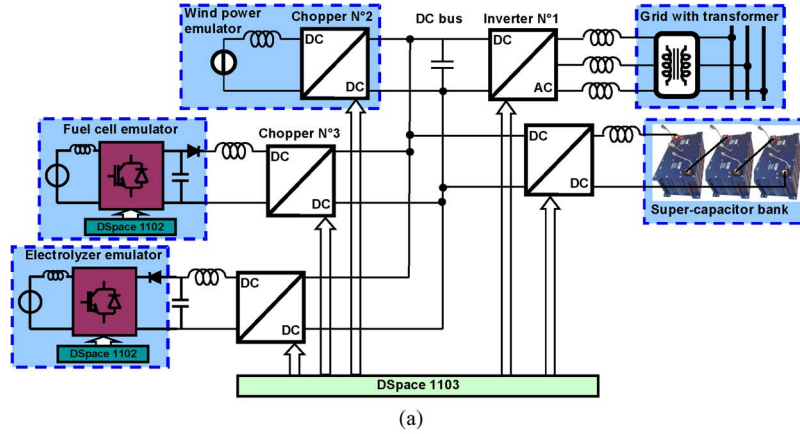 Wind power
emulator
Chopper N°2
DC bus
Inverter N°1
Grid with transformer
DC
DC
DC
AC
Fuel cell emulator
Chopper N°3
DSpace 1102
DC
DC
DC
DC
Super-capacitor bank
Electrolyzer emulator
DSpace 1102
DC
DC
DSpace 1103
(a)